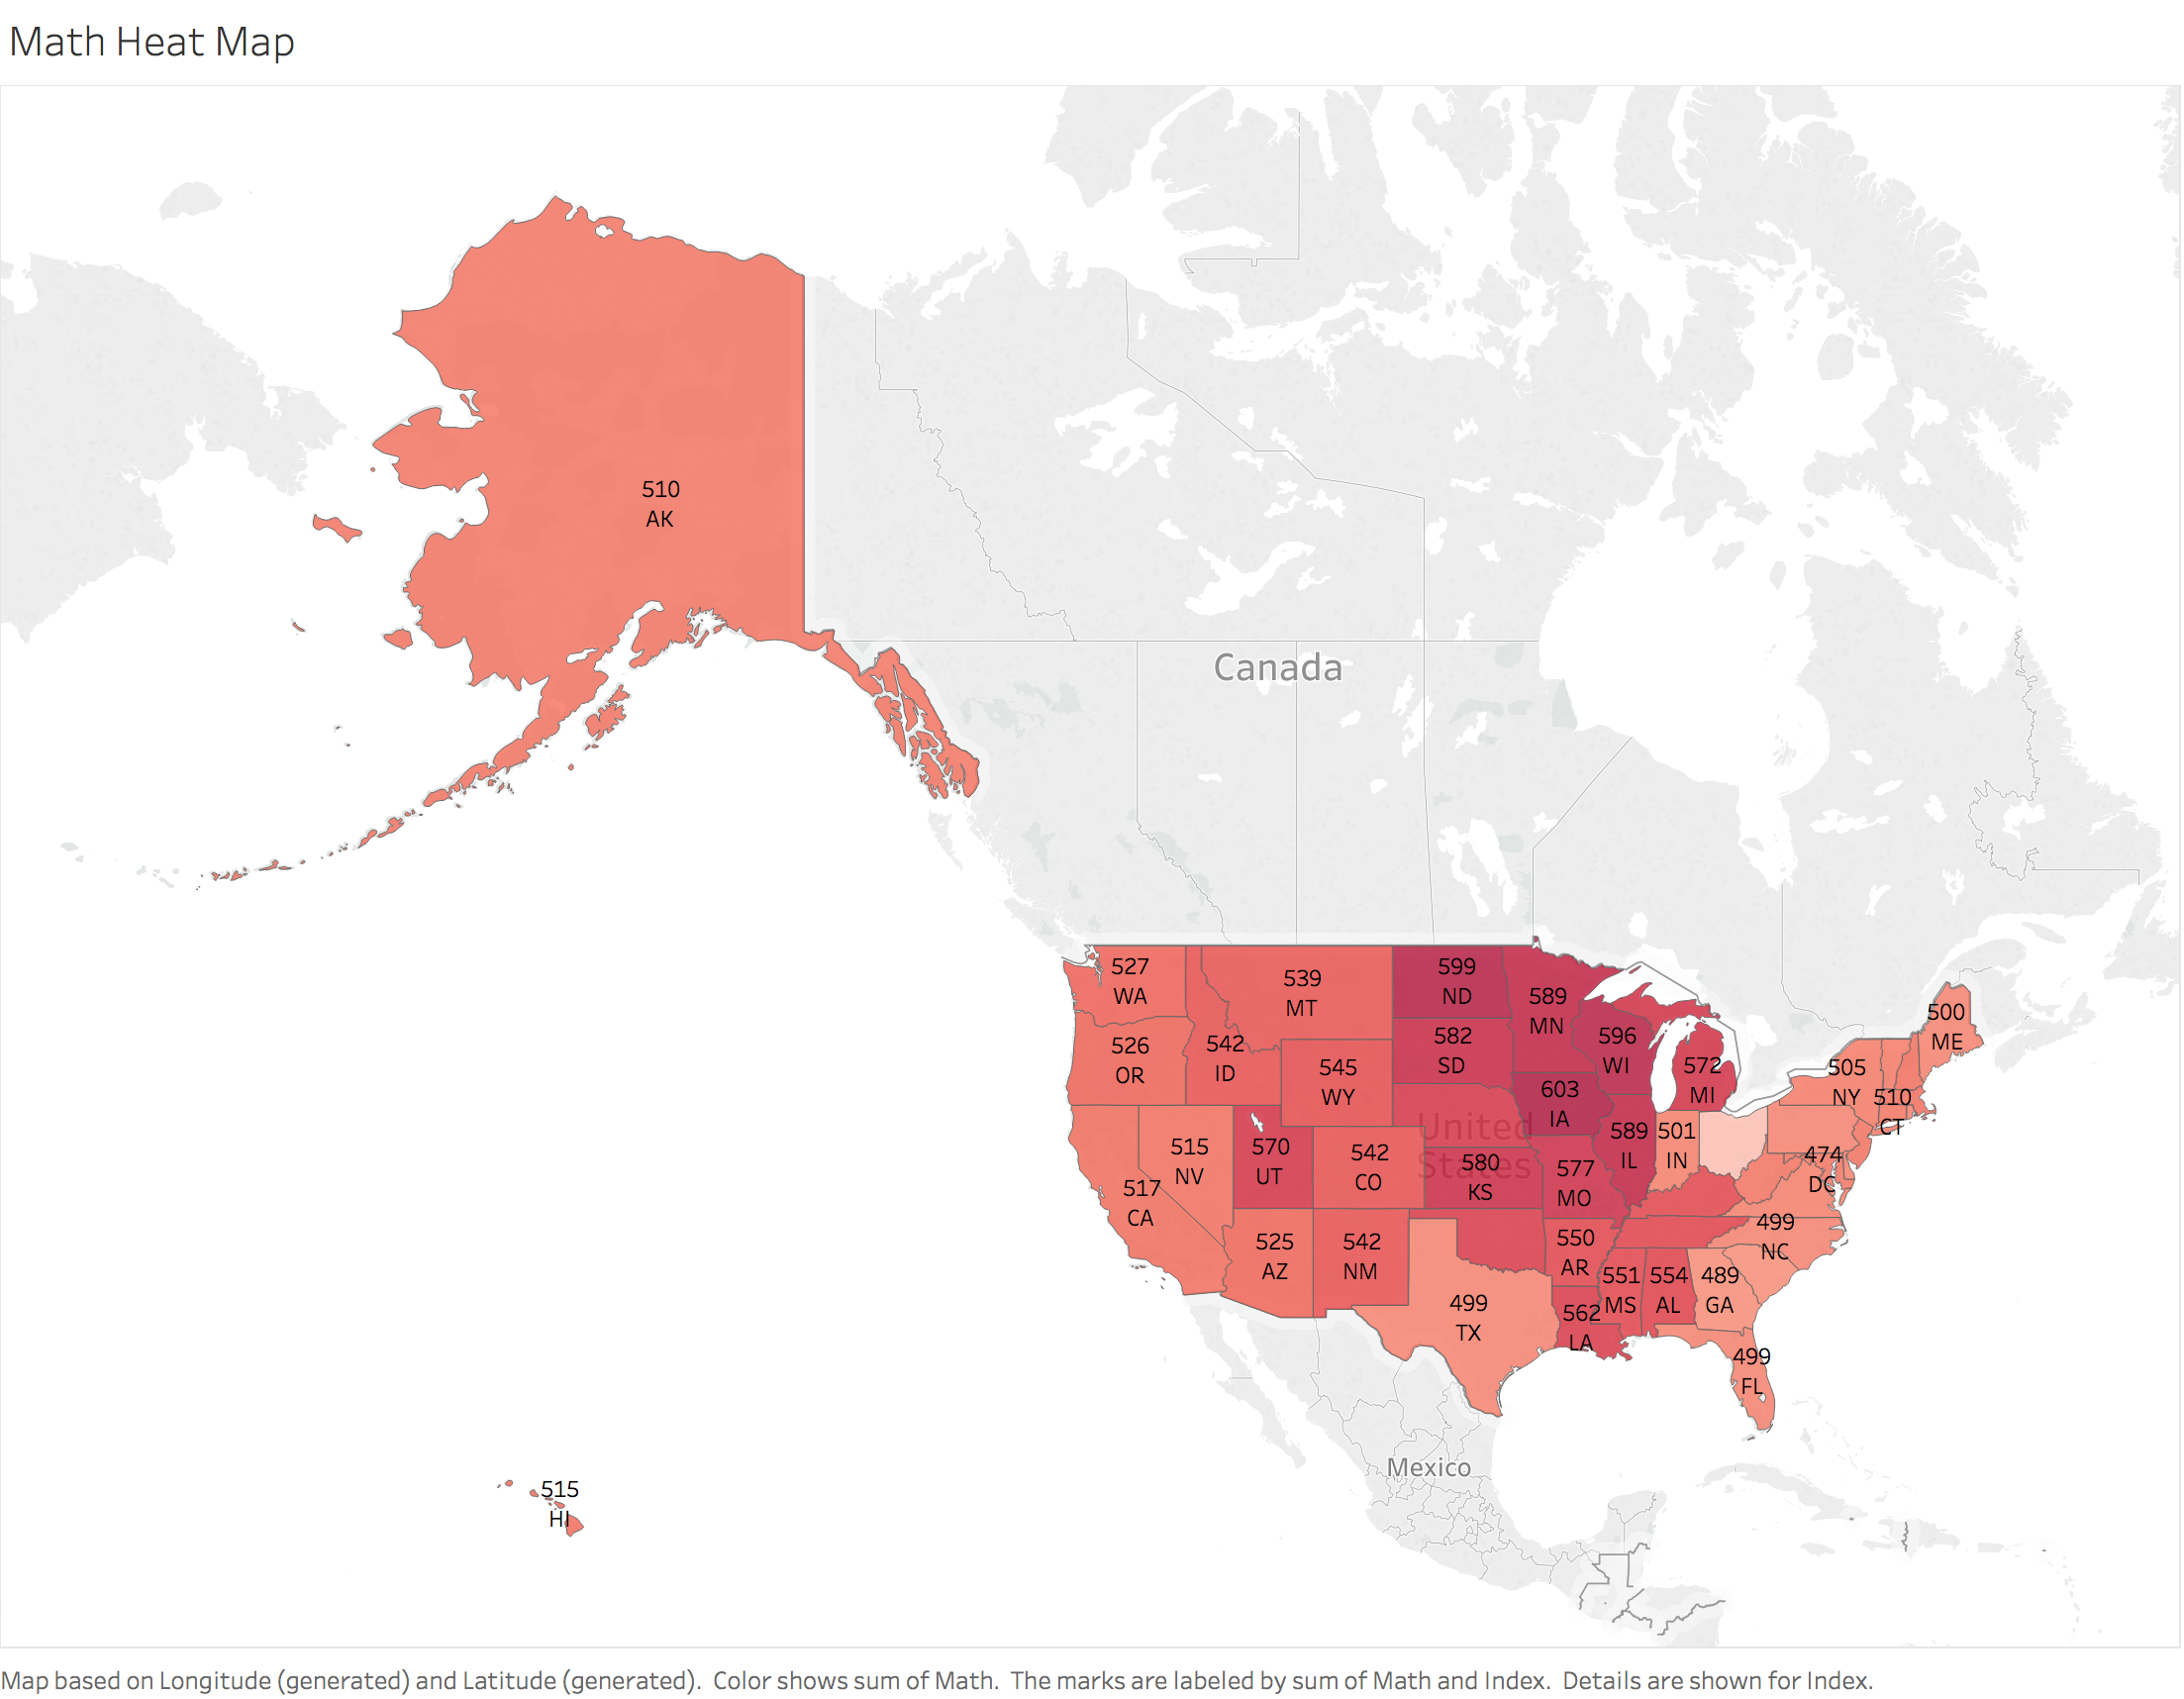 Math Heat Map
510
AK
Canada
527
WA
539
MT
599
ND
589
MN
500
ME
526
OR
542
ID
545
WY
582
SD
596
WI
572
MI
505
NY
603
IA
510
CT
United
States
515
NV
570
UT
542
CO
580
KS
577
MO
589
IL
501
IN
474
DC
517
CA
525
AZ
542
NM
550
AR
499
NC
499
TX
562
LA
551
MS
554
AL
489
GA
499
FL
Mexico
515
HI
Map based on Longitude (generated) and Latitude (generated). Color shows sum of Math. The marks are labeled by sum of Math and Index. Details are shown for Index.